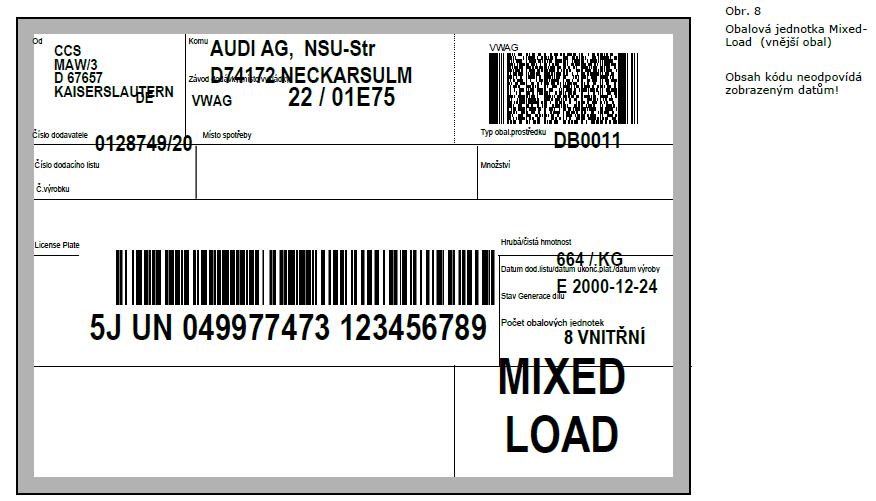 Obr. 8
Obalová jednotka Mixed-
Load (vnější obal)
Obsah kódu neodpovídá
zobrazeným datům!
Od
CCS
MAW/3
D 67657
KAISERSLAUTERN
DE
Číslo dodavatele
0128749/20
Komu
AUDI AG, NSU-Str
D74172 NECKARSULM
VWAG
22 / 01E75
Místo spotřeby
VWAG
Typ obal.prostředku
DB0011
Číslo dodacího listu
Č.výrobku
Množství
License Plate
5J UN 049977473 123456789
Hrubá/čistá hmotnost
664 /.KG
Datum dod.listu/datum ukonč.plat./datum výroby
E 2000-12-24
Stav Generace dílu
Počet obalových jednotek
8 VNITŘNÍ
MIXED
LOAD